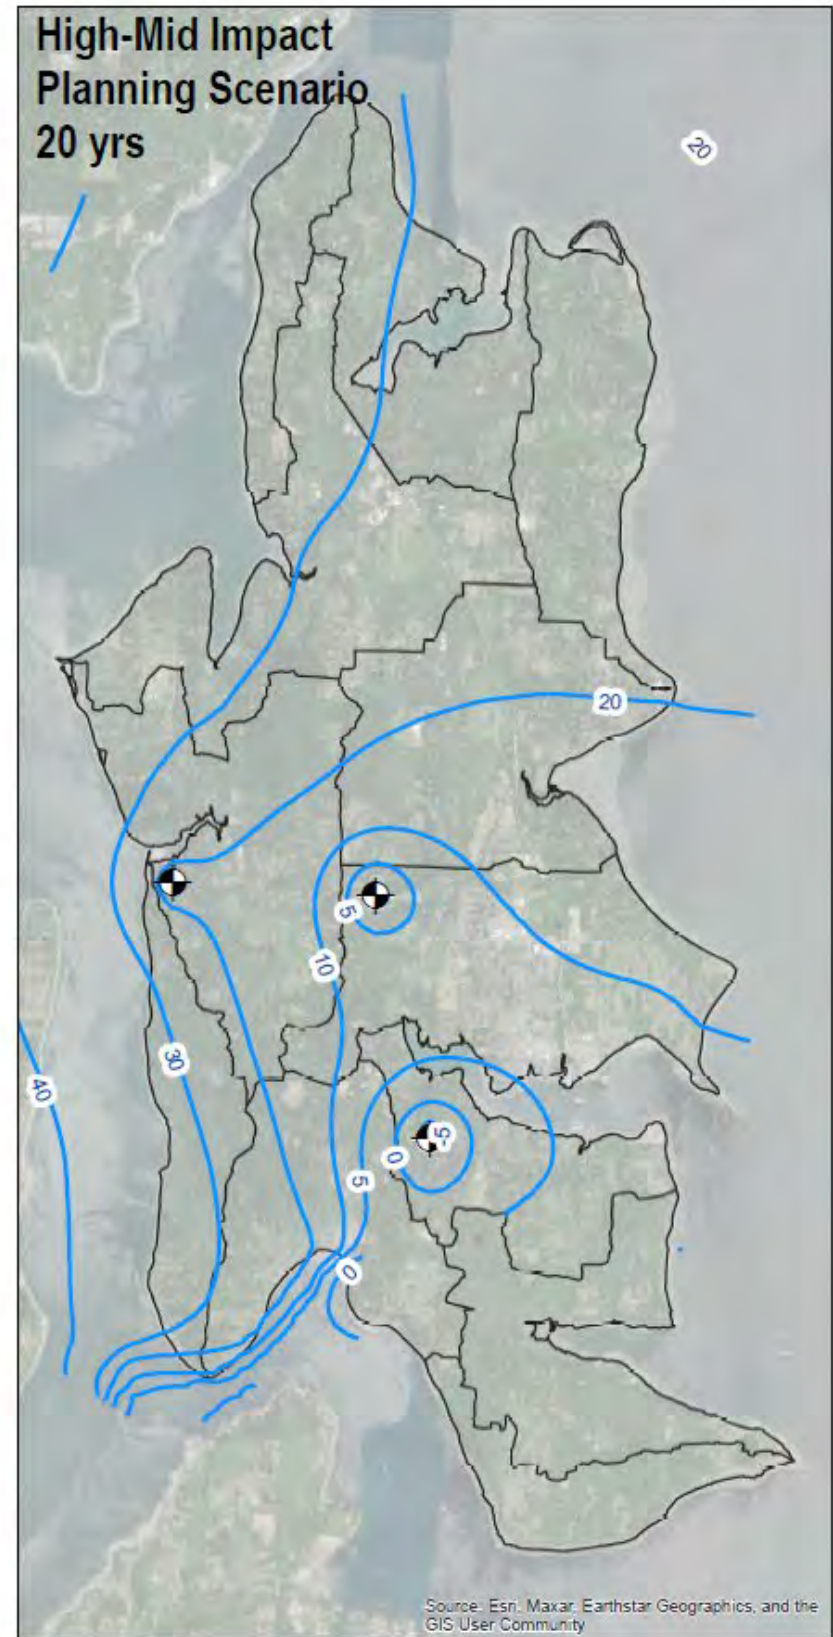 High-Mid Impact
Planning Scenario
20 yrs
20
20
5
10
30
40
-5
0
5
0
Source: Esri, Maxar, Earthstar Geographics, and the
GIS User Community